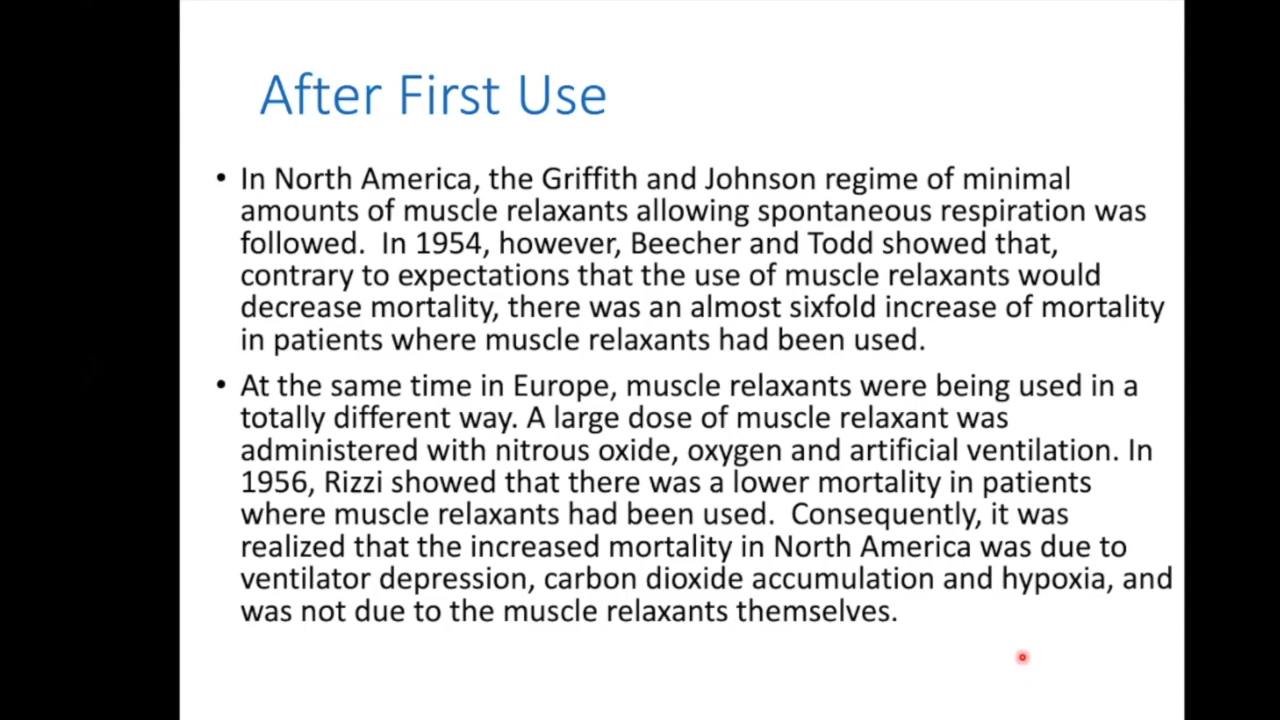 After First Use
• In North America, the Griffith and Johnson regime of minimal
amounts of muscle relaxants allowing spontaneous respiration was
followed.  In 1954, however, Beecher and Todd showed that,
contrary to expectations that the use of muscle relaxants would
decrease mortality, there was an almost sixfold increase of mortality
in patients where muscle relaxants had been used.
• At the same time in Europe, muscle relaxants were being used in a
totally different way. A large dose of muscle relaxant was
administered with nitrous oxide, oxygen and artificial ventilation. In
1956, Rizzi showed that there was a lower mortality in patients
where muscle relaxants had been used.  Consequently, it was
realized that the increased mortality in North America was due to
ventilator depression, carbon dioxide accumulation and hypoxia, and
was not due to the muscle relaxants themselves.